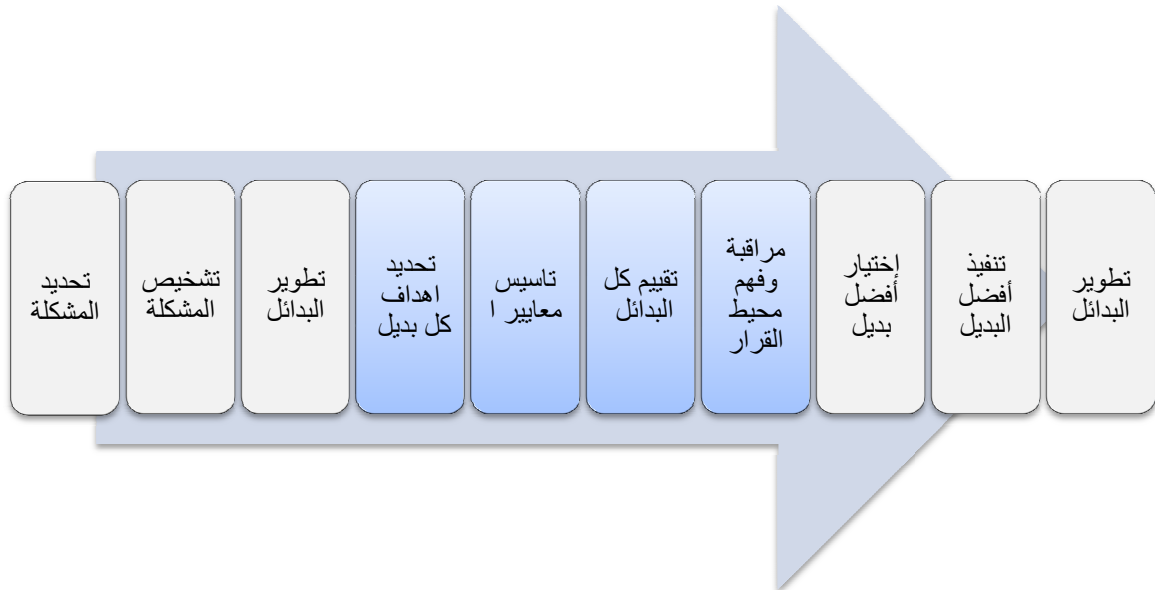 تحديد
المشكلة
تشخيص
المشكلة
تطوير
البدائل
تحديد
اهداف
كل بديل
تاسيس
معايير ا
تقييم كل
البدائل
مراقبة
وفهم
محيط
القرار
إختيار
أفضل
بديل
تنفيذ
أفضل
البديل
تطوير
البدائل